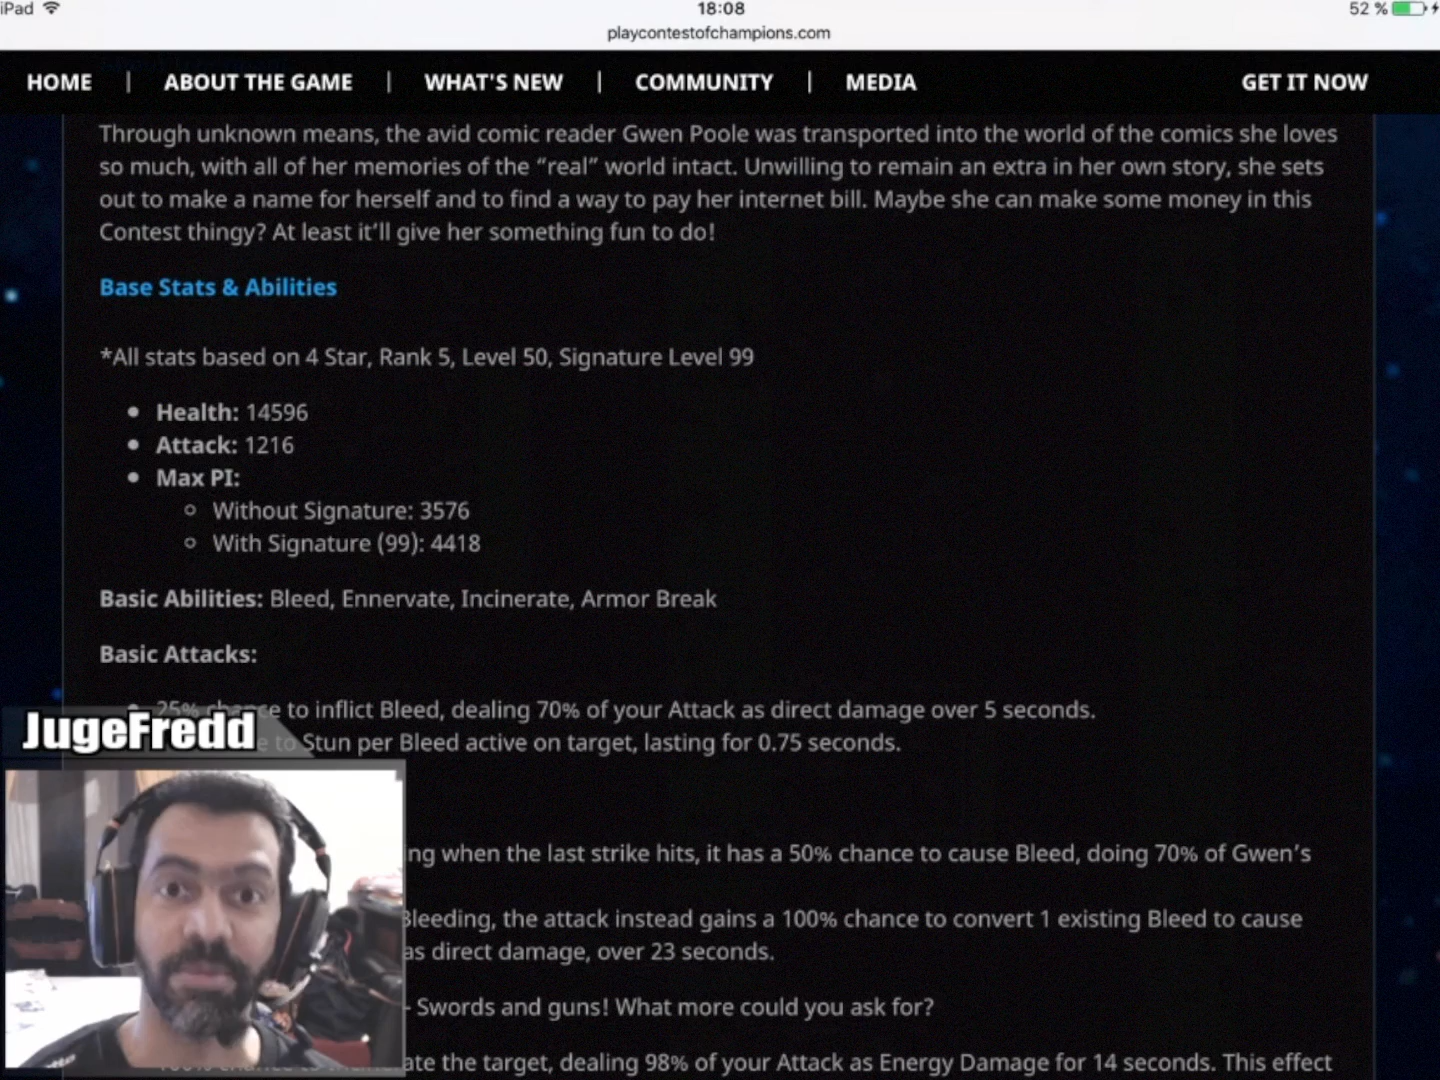 iPad 18:08 52 %
playcontestofchampions.com
HOME | ABOUT THE GAME | WHAT'S NEW | COMMUNITY | MEDIA GET IT NOW
Through unknown means, the avid comic reader Gwen Poole was transported into the world of the comics she loves
so much, with all of her memories of the “real” world intact. Unwilling to remain an extra in her own story, she sets
out to make a name for herself and to find a way to pay her internet bill. Maybe she can make some money in this
Contest thingy? At least it’ll give her something fun to do!
Base Stats & Abilities
*All stats based on 4 Star, Rank 5, Level 50, Signature Level 99
Health: 14596
Attack: 1216
Max PI:
Without Signature: 3576
With Signature (99): 4418
Basic Abilities: Bleed, Ennervate, Incinerate, Armor Break
Basic Attacks:
25% chance to inflict Bleed, dealing 70% of your Attack as direct damage over 5 seconds.
to Stun per Bleed active on target, lasting for 0.75 seconds.
JugeFredd
when the last strike hits, it has a 50% chance to cause Bleed, doing 70% of Gwen’s
Bleeding, the attack instead gains a 100% chance to convert 1 existing Bleed to cause
as direct damage, over 23 seconds.
- Swords and guns! What more could you ask for?
the target, dealing 98% of your Attack as Energy Damage for 14 seconds. This effect